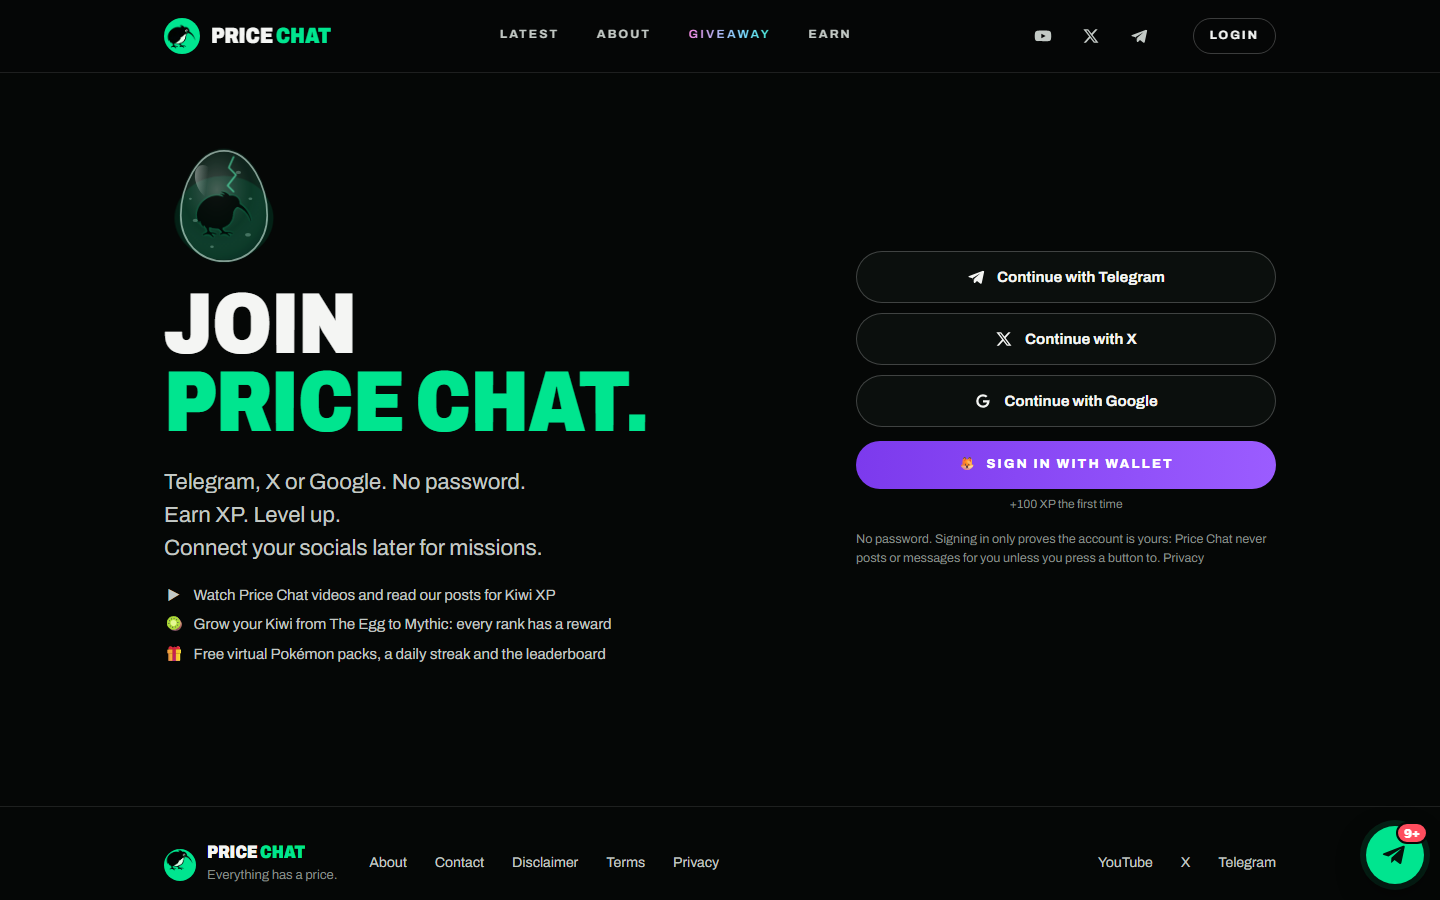 PRICE CHAT
LATEST
ABOUT
GIVEAWAY
EARN
LOGIN
JOIN
PRICE CHAT.
Telegram, X or Google. No password.
Earn XP. Level up.
Connect your socials later for missions.
Watch Price Chat videos and read our posts for Kiwi XP
Grow your Kiwi from The Egg to Mythic: every rank has a reward
Free virtual Pokémon packs, a daily streak and the leaderboard
Continue with Telegram
Continue with X
Continue with Google
SIGN IN WITH WALLET
+100 XP the first time
No password. Signing in only proves the account is yours: Price Chat never
posts or messages for you unless you press a button to. Privacy
PRICE CHAT
Everything has a price.
About
Contact
Disclaimer
Terms
Privacy
YouTube
X
Telegram
9+